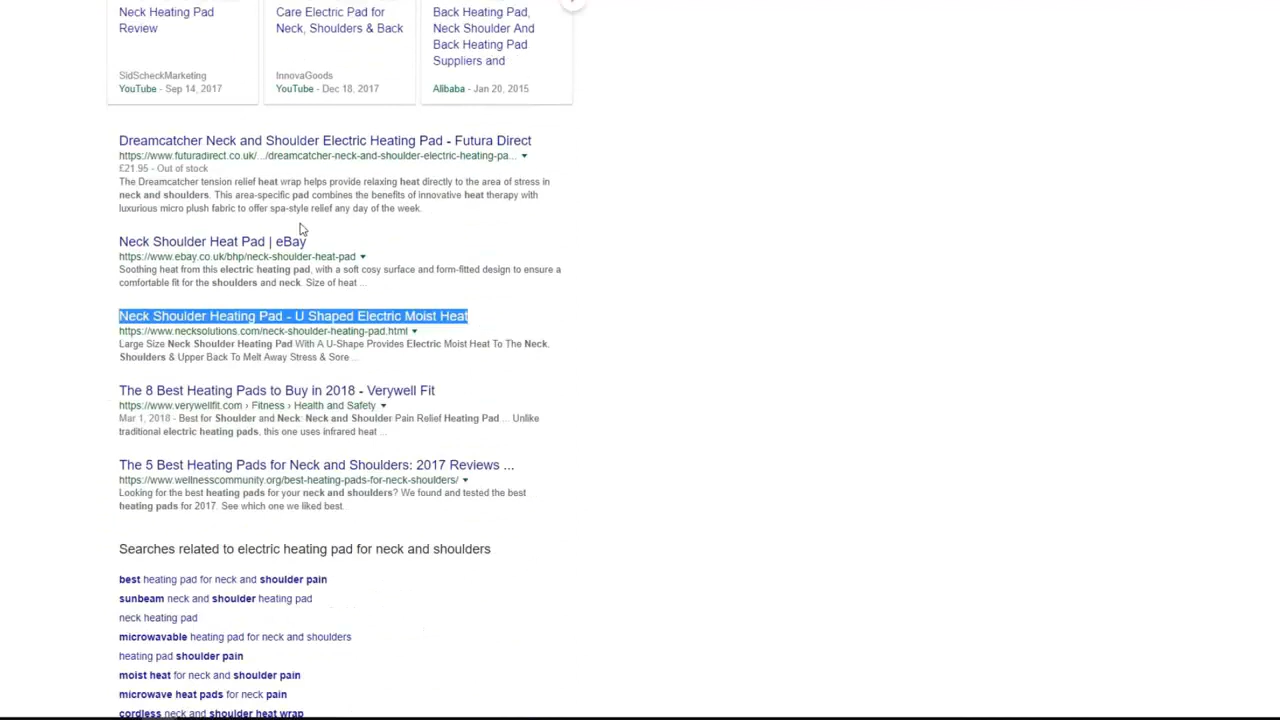 Neck Heating Pad
Review
SidScheckMarketing
YouTube - Sep 14, 2017
Care Electric Pad for
Neck, Shoulders & Back
InnovaGoods
YouTube - Dec 18, 2017
Back Heating Pad,
Neck Shoulder And
Back Heating Pad
Suppliers and
Alibaba - Jan 20, 2015
Dreamcatcher Neck and Shoulder Electric Heating Pad - Futura Direct
https://www.futuradirect.co.uk/.../dreamcatcher-neck-and-shoulder-electric-heating-pa...
£21.95 - Out of stock
The Dreamcatcher tension relief heat wrap helps provide relaxing heat directly to the area of stress in
neck and shoulders. This area-specific pad combines the benefits of innovative heat therapy with
luxurious micro plush fabric to offer spa-style relief any day of the week.
Neck Shoulder Heat Pad | eBay
https://www.ebay.co.uk/bhp/neck-shoulder-heat-pad
Soothing heat from this electric heating pad, with a soft cosy surface and form-fitted design to ensure a
comfortable fit for the shoulders and neck. Size of heat ...
Neck Shoulder Heating Pad - U Shaped Electric Moist Heat
https://www.necksolutions.com/neck-shoulder-heating-pad.html
Large Size Neck Shoulder Heating Pad With A U-Shape Provides Electric Moist Heat To The Neck,
Shoulders & Upper Back To Melt Away Stress & Sore ...
The 8 Best Heating Pads to Buy in 2018 - Verywell Fit
https://www.verywellfit.com › Fitness › Health and Safety
Mar 1, 2018 - Best for Shoulder and Neck: Neck and Shoulder Pain Relief Heating Pad ... Unlike
traditional electric heating pads, this one uses infrared heat ...
The 5 Best Heating Pads for Neck and Shoulders: 2017 Reviews ...
https://www.wellnesscommunity.org/best-heating-pads-for-neck-shoulders/
Looking for the best heating pads for your neck and shoulders? We found and tested the best
heating pads for 2017. See which one we liked best.
Searches related to electric heating pad for neck and shoulders
best heating pad for neck and shoulder pain
sunbeam neck and shoulder heating pad
neck heating pad
microwavable heating pad for neck and shoulders
heating pad shoulder pain
moist heat for neck and shoulder pain
microwave heat pads for neck pain
cordless neck and shoulder heat wrap